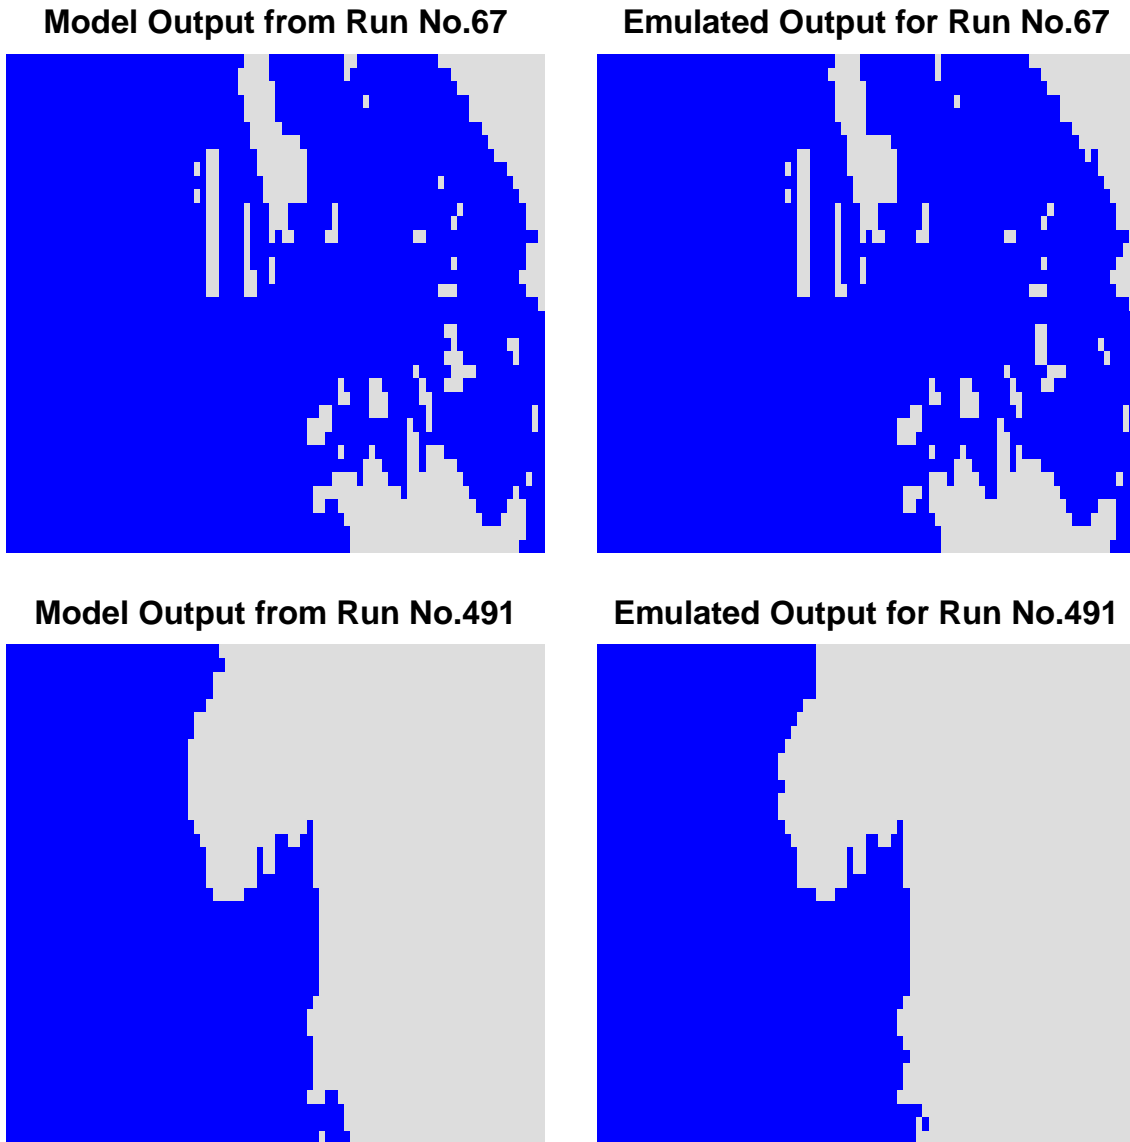 Model Output from Run No.67
Emulated Output for Run No.67
Model Output from Run No.491
Emulated Output for Run No.491